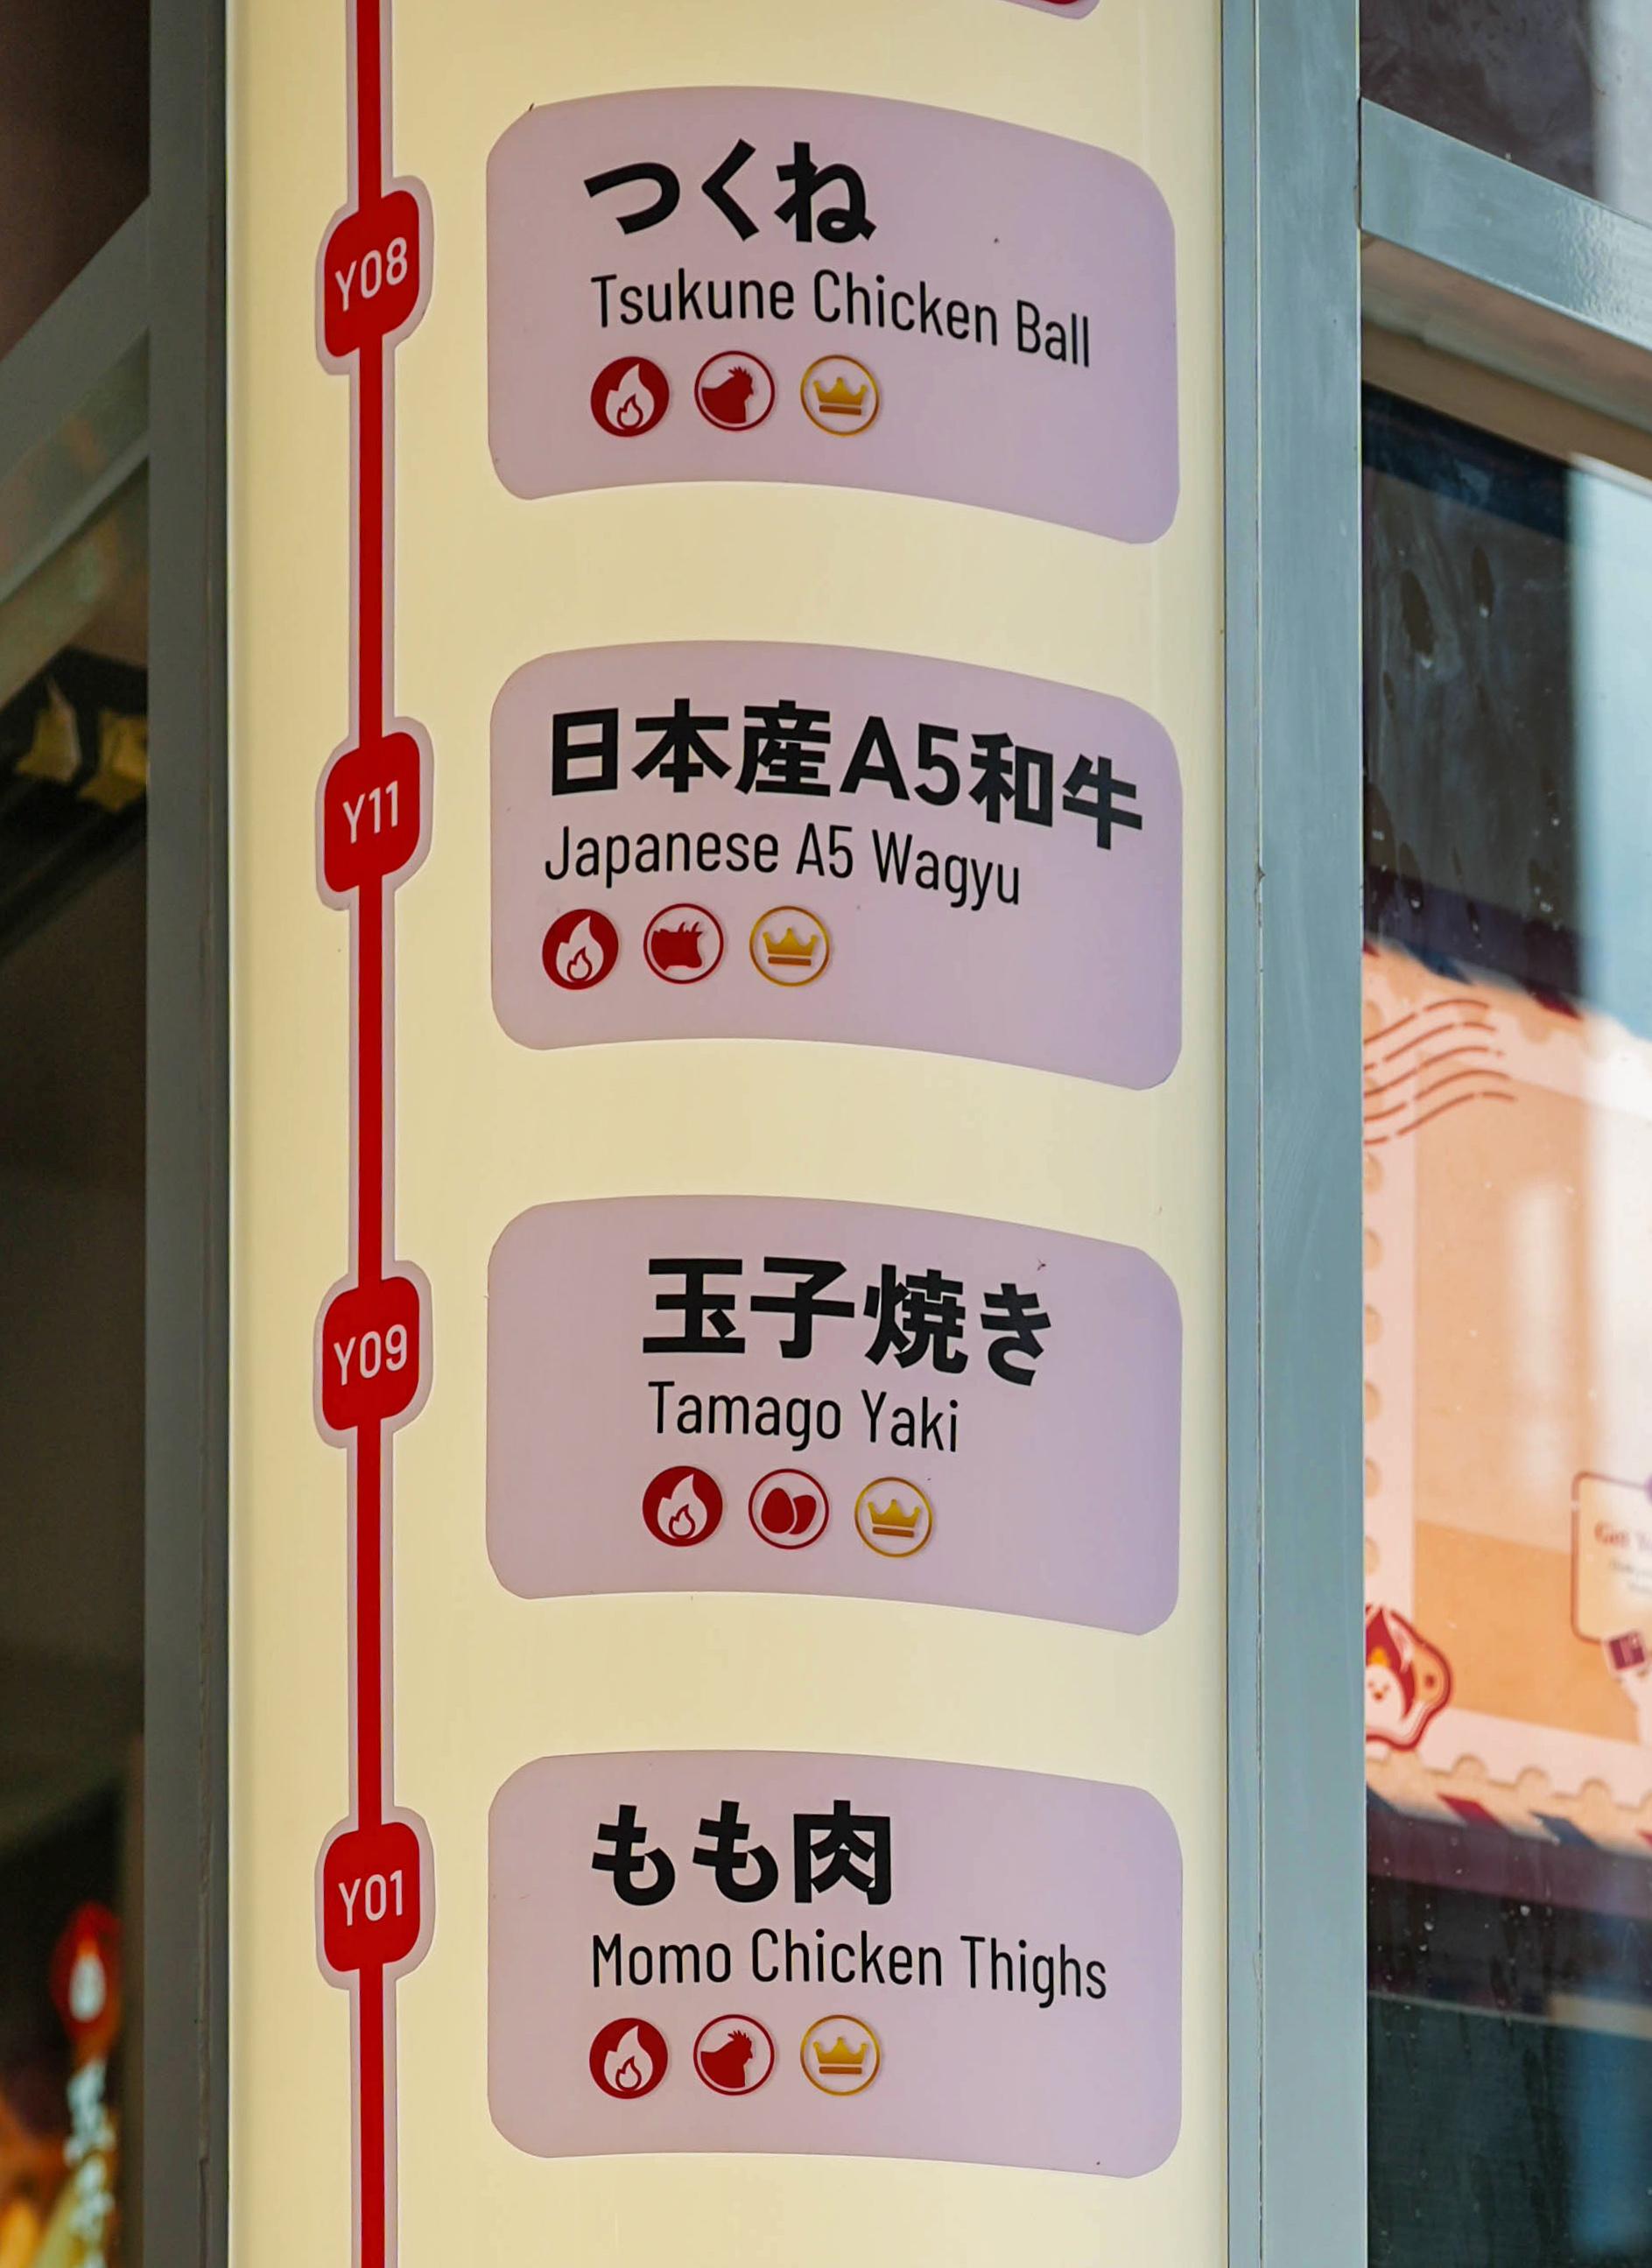 Y08
つくね
Tsukune Chicken Ball
Y11
日本産A5和牛
Japanese A5 Wagyu
Y09
玉子焼き
Tamago Yaki
Y01
もも肉
Momo Chicken Thighs